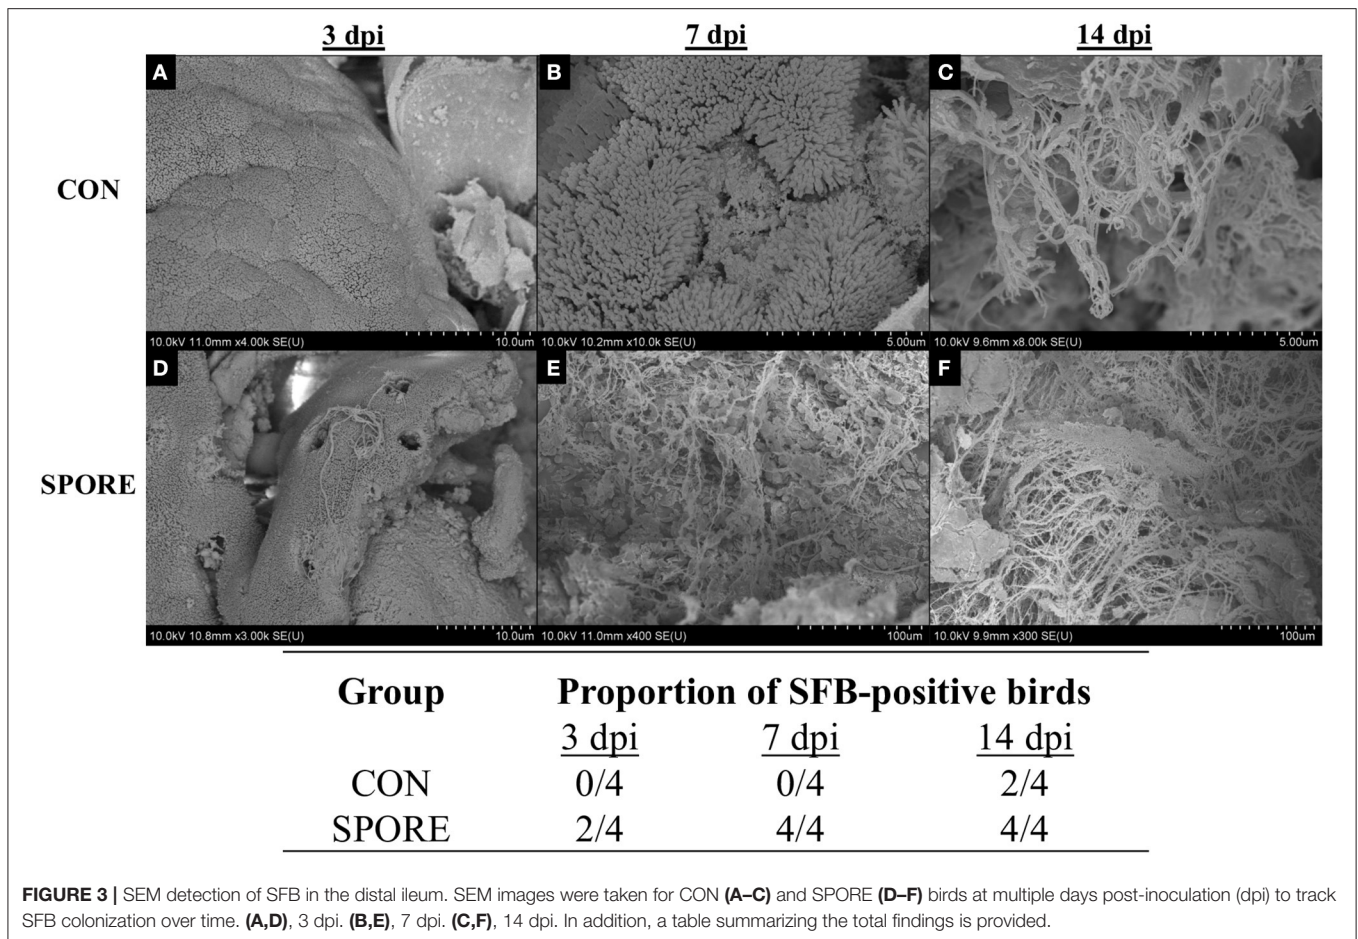 3 dpi 7 dpi 14 dpi
A B C
CON
10.0kV 11.0mm x4.00k SE(U) 10.0um
10.0kV 10.2mm x10.0k SE(U) 5.00um
10.0kV 9.6mm x8.00k SE(U) 5.00um
D E F
SPORE
10.0kV 10.8mm x3.00k SE(U) 10.0um
10.0kV 11.0mm x400 SE(U) 100um
10.0kV 9.9mm x300 SE(U) 100um
Group Proportion of SFB-positive birds
3 dpi 7 dpi 14 dpi
CON 0/4 0/4 2/4
SPORE 2/4 4/4 4/4
FIGURE 3 | SEM detection of SFB in the distal ileum. SEM images were taken for CON (A–C) and SPORE (D–F) birds at multiple days post-inoculation (dpi) to track
SFB colonization over time. (A,D), 3 dpi. (B,E), 7 dpi. (C,F), 14 dpi. In addition, a table summarizing the total findings is provided.